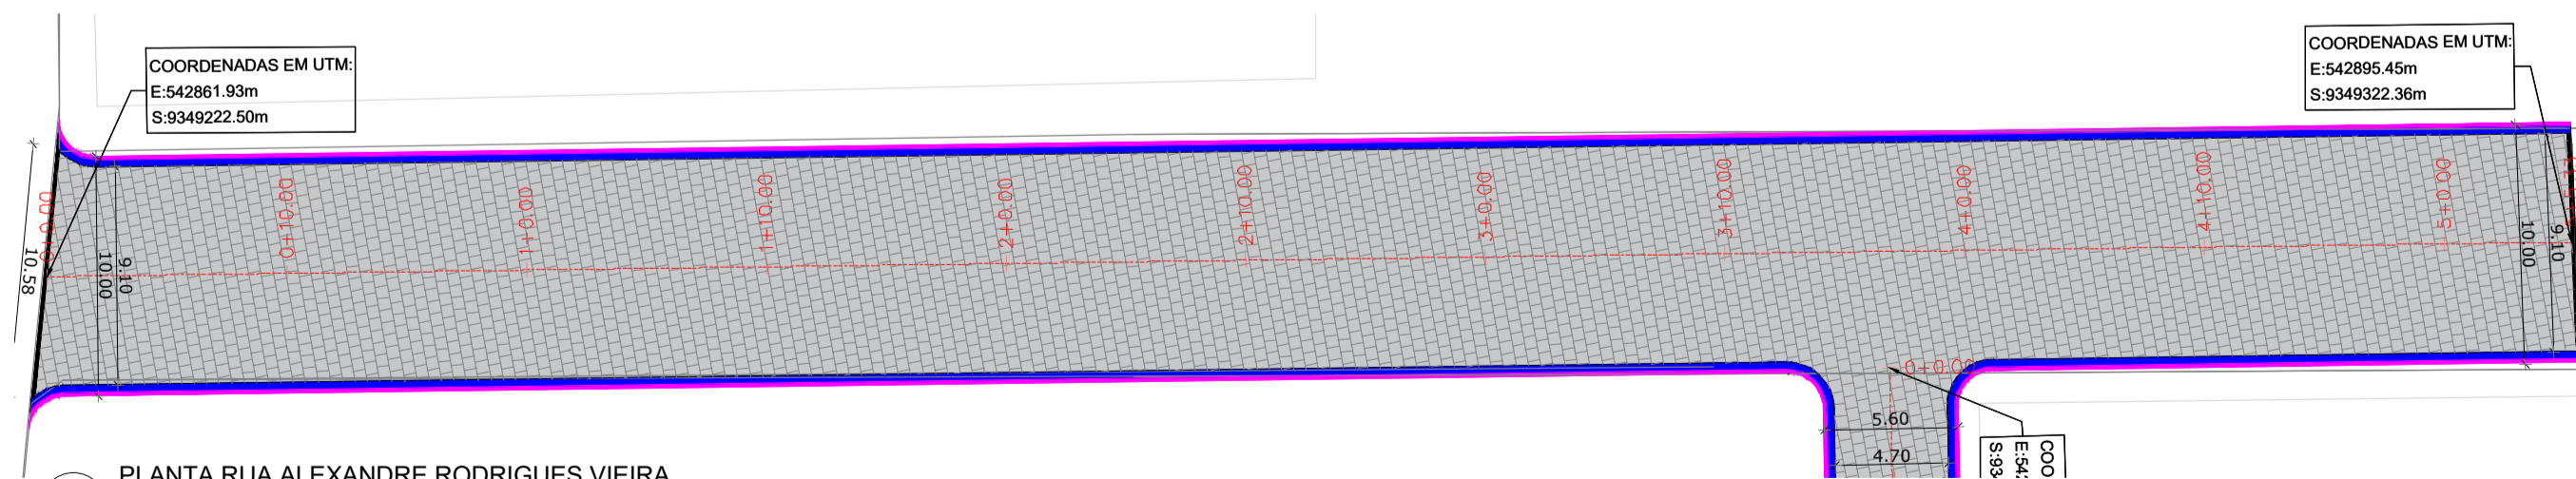 COORDENADAS EM UTM:
E:542861.93m
S:9349222.50m
COORDENADAS EM UTM:
E:542895.45m
S:9349322.36m
0+0.00
0+10.00
1+0.00
1+10.00
2+0.00
2+10.00
3+0.00
3+10.00
4+0.00
4+10.00
5+0.00
10.58
10.00
9.10
10.00
9.10
0+0.00
5.60
4.70
COO
E:542
S:93
PLANTA RUA ALEXANDRE RODRIGUES VIEIRA